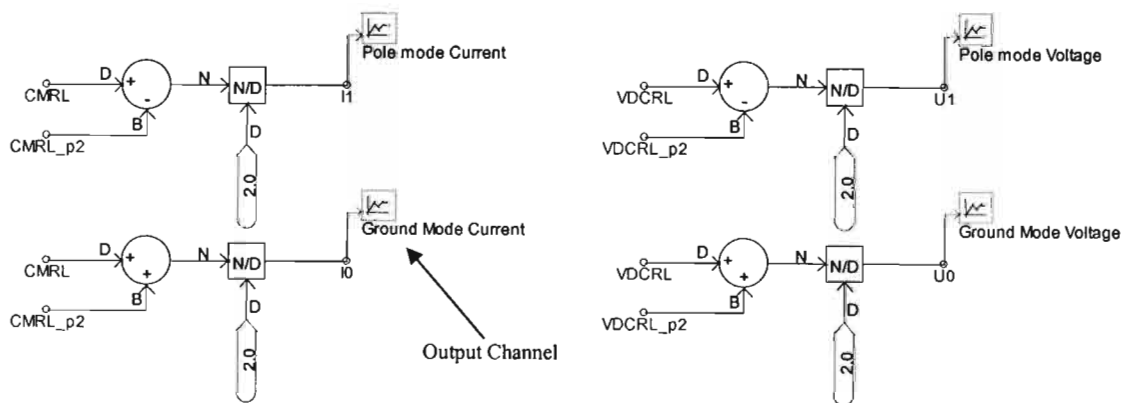 Pole mode Current
D
+
-
N
N/D
I1
CMRL
B
CMRL_p2
D
2.0
Ground Mode Current
D
+
+
N
N/D
I0
CMRL
B
CMRL_p2
D
2.0
Output Channel
Pole mode Voltage
D
+
-
N
N/D
U1
VDCRL
B
VDCRL_p2
D
2.0
Ground Mode Voltage
D
+
+
N
N/D
U0
VDCRL
B
VDCRL_p2
D
2.0